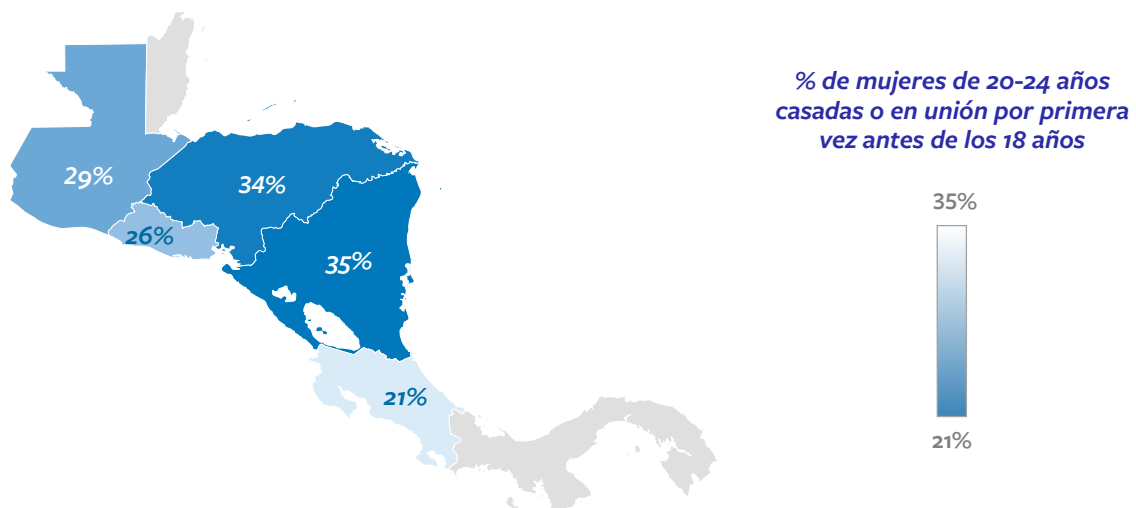 % de mujeres de 20-24 años
casadas o en unión por primera
vez antes de los 18 años
29%
34%
26%
35%
21%
35%
21%